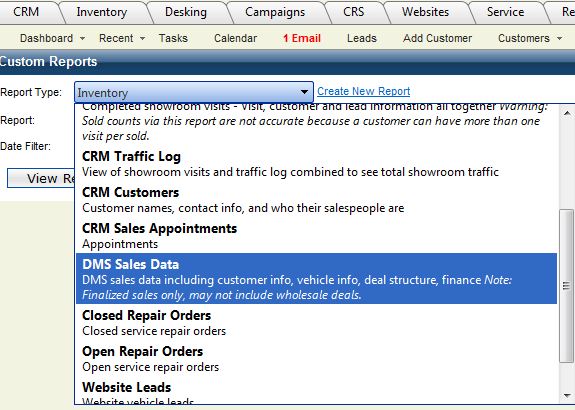 CRM Inventory Desking Campaigns CRS Websites Service Re
Dashboard Recent Tasks Calendar 1 Email Leads Add Customer Customers
Custom Reports
Report Type: Inventory Create New Report
Completed showroom visits - Visit, customer and lead information all together Warning:
Report: Sold counts via this report are not accurate because a customer can have more than one
visit per sold.
Date Filter:
CRM Traffic Log
View of showroom visits and traffic log combined to see total showroom traffic
View Re
CRM Customers
Customer names, contact info, and who their salespeople are
CRM Sales Appointments
Appointments
DMS Sales Data
DMS sales data including customer info, vehicle info, deal structure, finance Note:
Finalized sales only, may not include wholesale deals.
Closed Repair Orders
Closed service repair orders
Open Repair Orders
Open service repair orders
Website Leads
Website vehicle leads